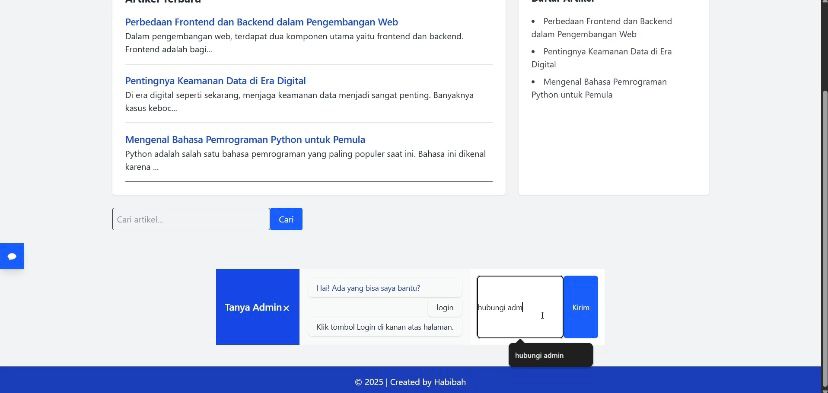 Artikel Terbaru
Daftar Artikel
Perbedaan Frontend dan Backend dalam Pengembangan Web
Dalam pengembangan web, terdapat dua komponen utama yaitu frontend dan backend.
Frontend adalah bagi...
Pentingnya Keamanan Data di Era Digital
Di era digital seperti sekarang, menjaga keamanan data menjadi sangat penting. Banyaknya
kasus keboc...
Mengenal Bahasa Pemrograman Python untuk Pemula
Python adalah salah satu bahasa pemrograman yang paling populer saat ini. Bahasa ini dikenal
karena ...
• Perbedaan Frontend dan Backend
dalam Pengembangan Web
• Pentingnya Keamanan Data di Era
Digital
• Mengenal Bahasa Pemrograman
Python untuk Pemula
Cari artikel...
Cari
Tanya Admin ×
Hai! Ada yang bisa saya bantu?
login
Klik tombol Login di kanan atas halaman.
hubungi adm
Kirim
hubungi admin
© 2025 | Created by Habibah